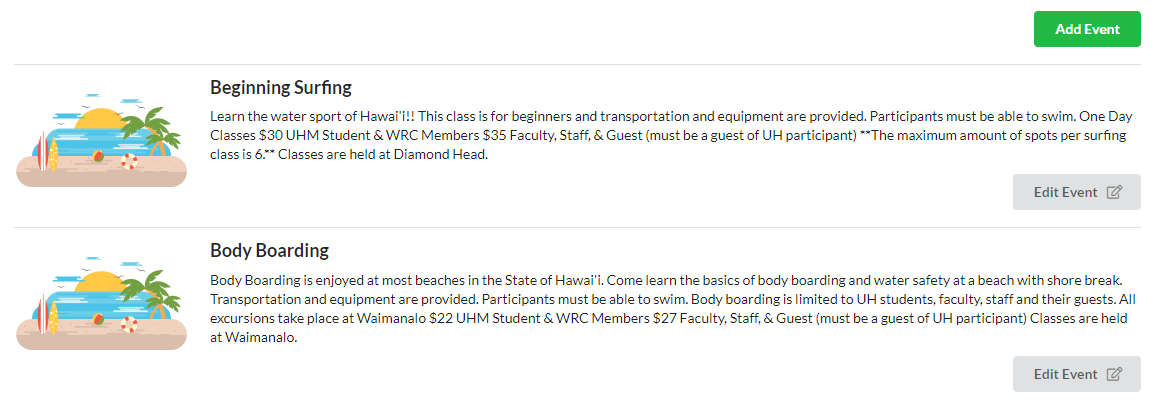 Add Event
Beginning Surfing
Learn the water sport of Hawai'i!! This class is for beginners and transportation and equipment are provided. Participants must be able to swim. One Day
Classes $30 UHM Student & WRC Members $35 Faculty, Staff, & Guest (must be a guest of UH participant) **The maximum amount of spots per surfing
class is 6.** Classes are held at Diamond Head.
Edit Event
Body Boarding
Body Boarding is enjoyed at most beaches in the State of Hawai'i. Come learn the basics of body boarding and water safety at a beach with shore break.
Transportation and equipment are provided. Participants must be able to swim. Body boarding is limited to UH students, faculty, staff and their guests. All
excursions take place at Waimanalo $22 UHM Student & WRC Members $27 Faculty, Staff, & Guest (must be a guest of UH participant) Classes are held
at Waimanalo.
Edit Event